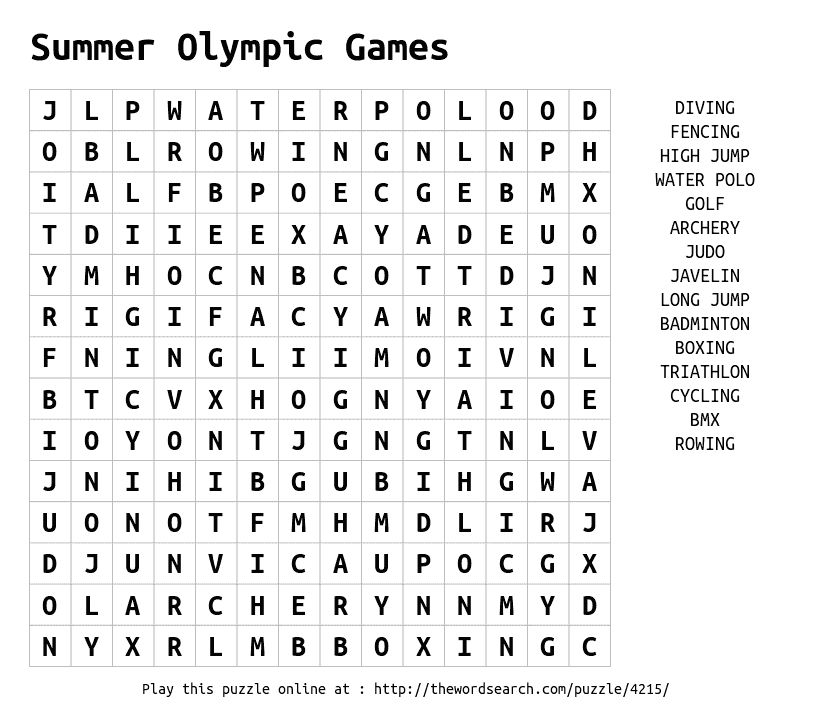 Summer Olympic Games
J L P W A T E R P O L O O D
O B L R O W I N G N L N P H
I A L F B P O E C G E B M X
T D I I E E X A Y A D E U O
Y M H O C N B C O T T D J N
R I G I F A C Y A W R I G I
F N I N G L I I M O I V N L
B T C V X H O G N Y A I O E
I O Y O N T J G N G T N L V
J N I H I B G U B I H G W A
U O N O T F M H M D L I R J
D J U N V I C A U P O C G X
O L A R C H E R Y N N M Y D
N Y X R L M B B O X I N G C
DIVING
FENCING
HIGH JUMP
WATER POLO
GOLF
ARCHERY
JUDO
JAVELIN
LONG JUMP
BADMINTON
BOXING
TRIATHLON
CYCLING
BMX
ROWING
Play this puzzle online at : http://thewordsearch.com/puzzle/4215/